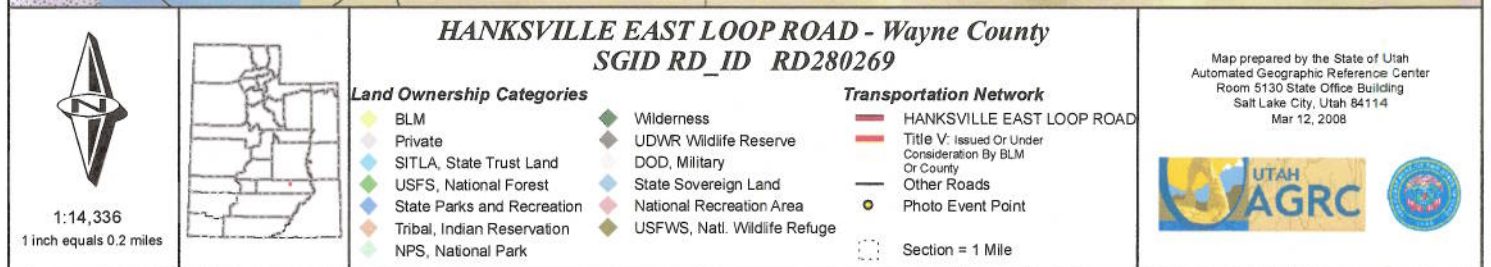 HANKSVILLE EAST LOOP ROAD - Wayne County
SGID RD_ID RD280269
N
1:14,336
1 inch equals 0.2 miles
Land Ownership Categories
BLM
Private
SITLA, State Trust Land
USFS, National Forest
State Parks and Recreation
Tribal, Indian Reservation
NPS, National Park
Wilderness
UDWR Wildlife Reserve
DOD, Military
State Sovereign Land
National Recreation Area
USFWS, Natl. Wildlife Refuge
Transportation Network
HANKSVILLE EAST LOOP ROAD
Title V: Issued Or Under
Consideration By BLM
Or County
Other Roads
Photo Event Point
Section = 1 Mile
Map prepared by the State of Utah
Automated Geographic Reference Center
Room 5130 State Office Building
Salt Lake City, Utah 84114
Mar 12, 2008
UTAH
AGRC